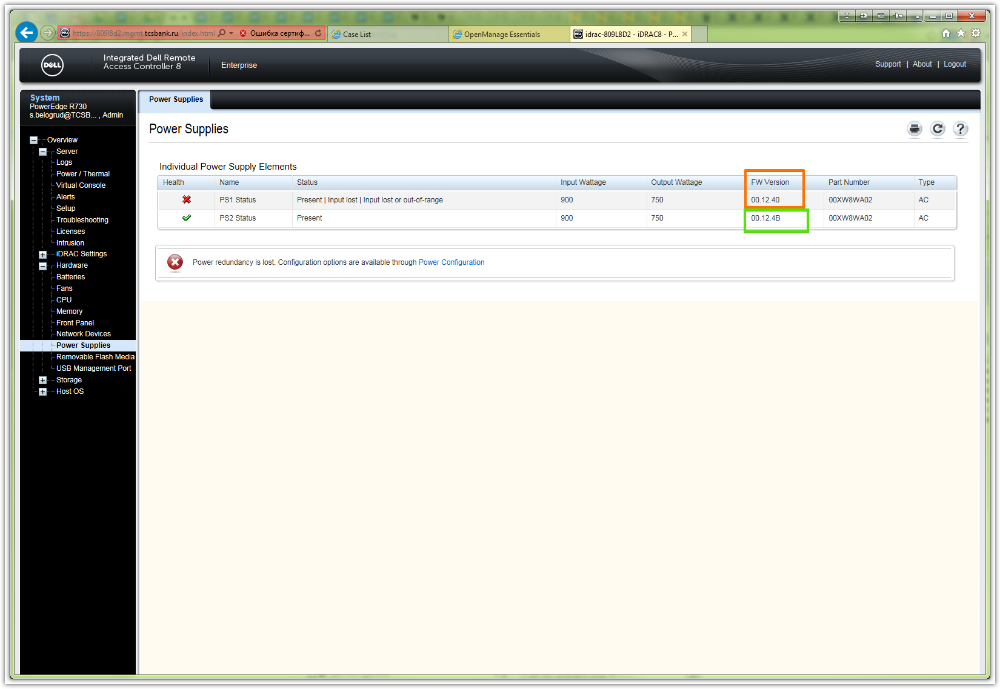 https://809l8d2.mgmt.tcsbank.ru/index.html
Ошибка сертиф...
Case List
OpenManage Essentials
idrac-809L8D2 - iDRAC8 - P...
DELL
Integrated Dell Remote
Access Controller 8
Enterprise
Support | About | Logout
System
PowerEdge R730
s.belogrud@TCSB... , Admin
Power Supplies
Overview
Server
Logs
Power / Thermal
Virtual Console
Alerts
Setup
Troubleshooting
Licenses
Intrusion
iDRAC Settings
Hardware
Batteries
Fans
CPU
Memory
Front Panel
Network Devices
Power Supplies
Removable Flash Media
USB Management Port
Storage
Host OS
Power Supplies
Individual Power Supply Elements
Health Name Status Input Wattage Output Wattage FW Version Part Number Type
PS1 Status Present | Input lost | Input lost or out-of-range 900 750 00.12.40 00XW8WA02 AC
PS2 Status Present 900 750 00.12.4B 00XW8WA02 AC
Power redundancy is lost. Configuration options are available through Power Configuration